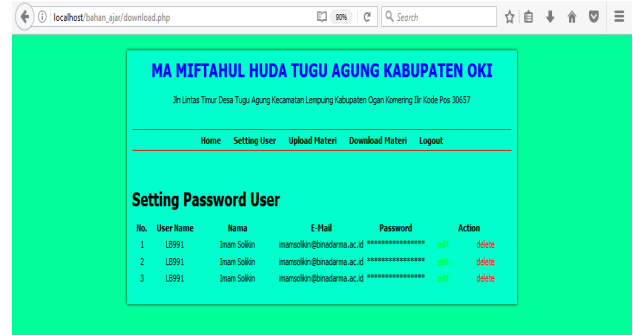 localhost/bahan_ajar/download.php 90% Search
MA MIFTAHUL HUDA TUGU AGUNG KABUPATEN OKI
Jln Lintas Timur Desa Tugu Agung Kecamatan Lempuing Kabupaten Ogan Komering Ilir Kode Pos 30657
Home Setting User Upload Materi Download Materi Logout
Setting Password User
No. User Name Nama E-Mail Password Action
1 LB991 Imam Solikin imamsolikin@binadarma.ac.id *************** edit delete
2 LB991 Imam Solikin imamsolikin@binadarma.ac.id *************** edit delete
3 LB991 Imam Solikin imamsolikin@binadarma.ac.id *************** edit delete